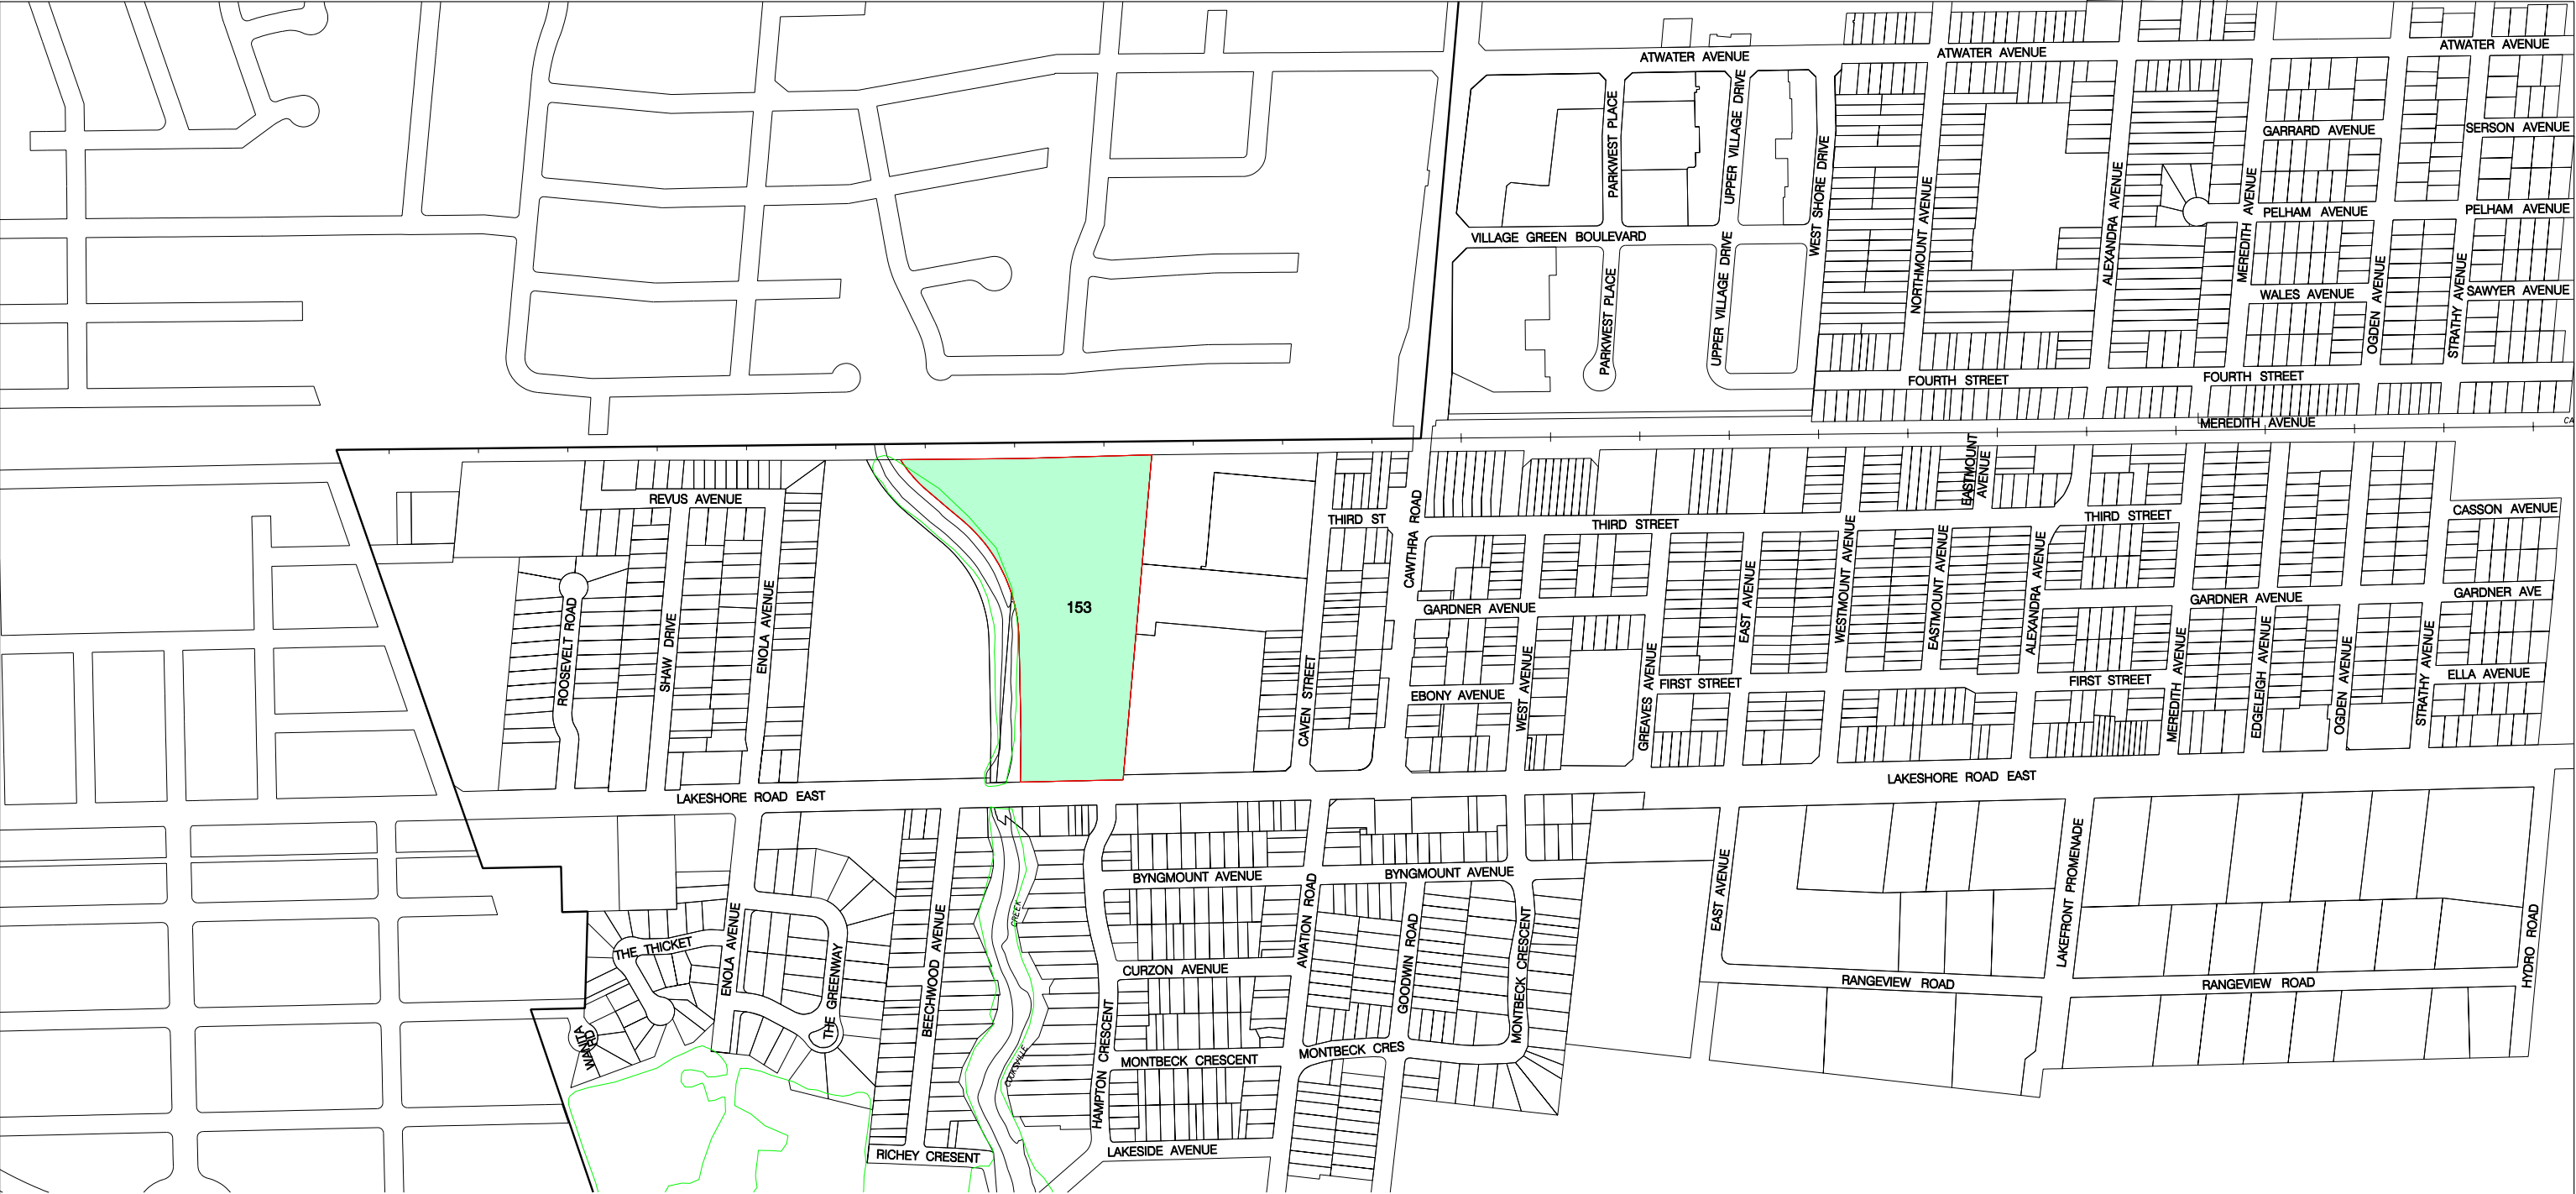 ATWATER AVENUE
ATWATER AVENUE
ATWATER AVENUE
PARKWEST PLACE
UPPER VILLAGE DRIVE
WEST SHORE DRIVE
NORTHMOUNT AVENUE
ALEXANDRA AVENUE
MEREDITH AVENUE
GARRARD AVENUE
SERSON AVENUE
PELHAM AVENUE
PELHAM AVENUE
VILLAGE GREEN BOULEVARD
PARKWEST PLACE
UPPER VILLAGE DRIVE
WALES AVENUE
SAWYER AVENUE
OGDEN AVENUE
STRATHY AVENUE
FOURTH STREET
FOURTH STREET
MEREDITH AVENUE
CA
REVUS AVENUE
THIRD ST
CAWTHRA ROAD
THIRD STREET
EASTMOUNT
AVENUE
THIRD STREET
CASSON AVENUE
ROOSEVELT ROAD
SHAW DRIVE
ENOLA AVENUE
153
CAVEN STREET
GARDNER AVENUE
EAST AVENUE
WESTMOUNT AVENUE
EASTMOUNT AVENUE
ALEXANDRA AVENUE
GARDNER AVENUE
GARDNER AVE
EBONY AVENUE
WEST AVENUE
GREAVES AVENUE
FIRST STREET
FIRST STREET
MEREDITH AVENUE
EDGELEIGH AVENUE
OGDEN AVENUE
STRATHY AVENUE
ELLA AVENUE
LAKESHORE ROAD EAST
LAKESHORE ROAD EAST
BYNGMOUNT AVENUE
BYNGMOUNT AVENUE
EAST AVENUE
LAKEFRONT PROMENADE
HYDRO ROAD
THE THICKET
ENOLA AVENUE
THE GREENWAY
BEECHWOOD AVENUE
CREEK
COOKSVILLE
CURZON AVENUE
AVIATION ROAD
GOODWIN ROAD
MONTBECK CRESCENT
RANGEVIEW ROAD
RANGEVIEW ROAD
WANITA
HAMPTON CRESCENT
MONTBECK CRESCENT
MONTBECK CRES
RICHEY CRESENT
LAKESIDE AVENUE